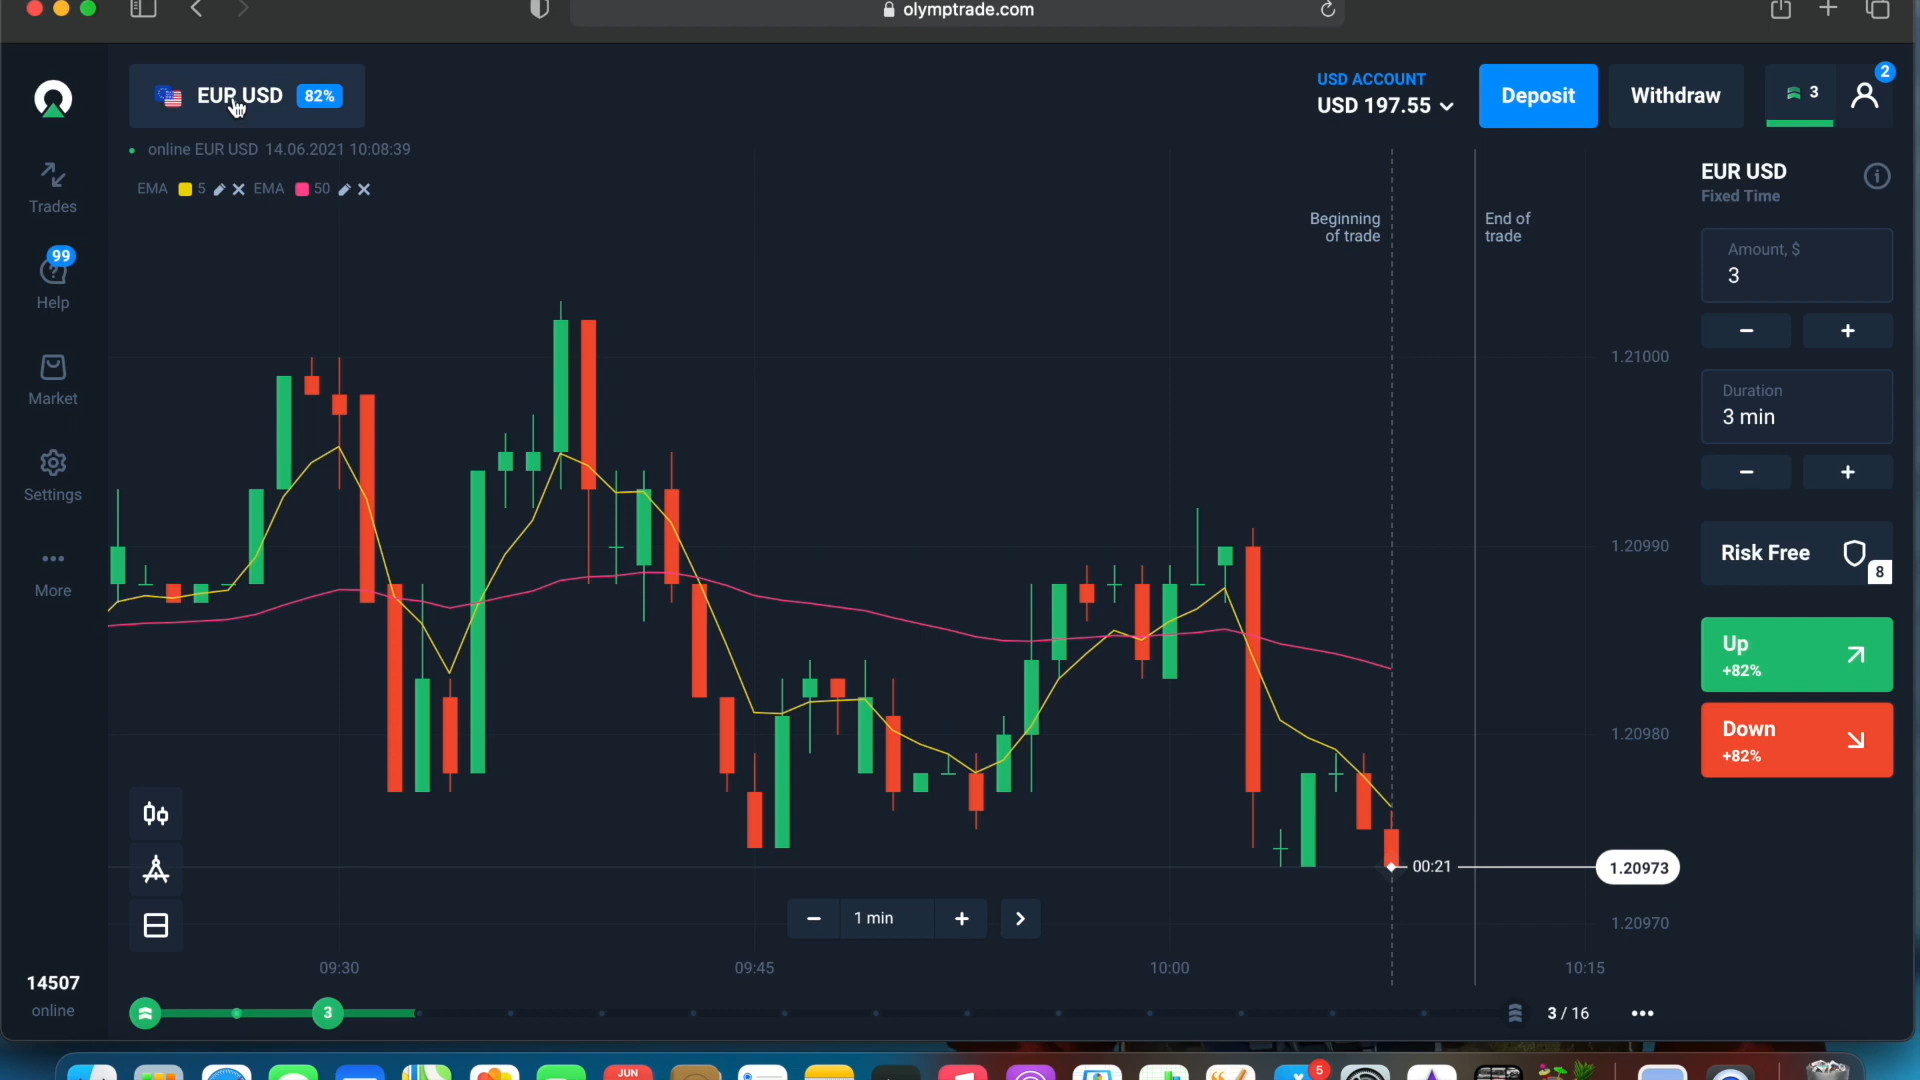 olymptrade.com
EUR USD 82%
USD ACCOUNT
USD 197.55
Deposit
Withdraw
3
2
online EUR USD 14.06.2021 10:08:39
EMA 5 EMA 50
Trades
99
Help
Market
Settings
More
Beginning
of trade
End of
trade
EUR USD
Fixed Time
Amount, $
3
− +
Duration
3 min
− +
Risk Free
8
Up
+82%
Down
+82%
1.21000
1.20990
1.20980
00:21
1.20973
1.20970
− 1 min +
09:30
09:45
10:00
10:15
14507
online
3
3 / 16
JUN
5